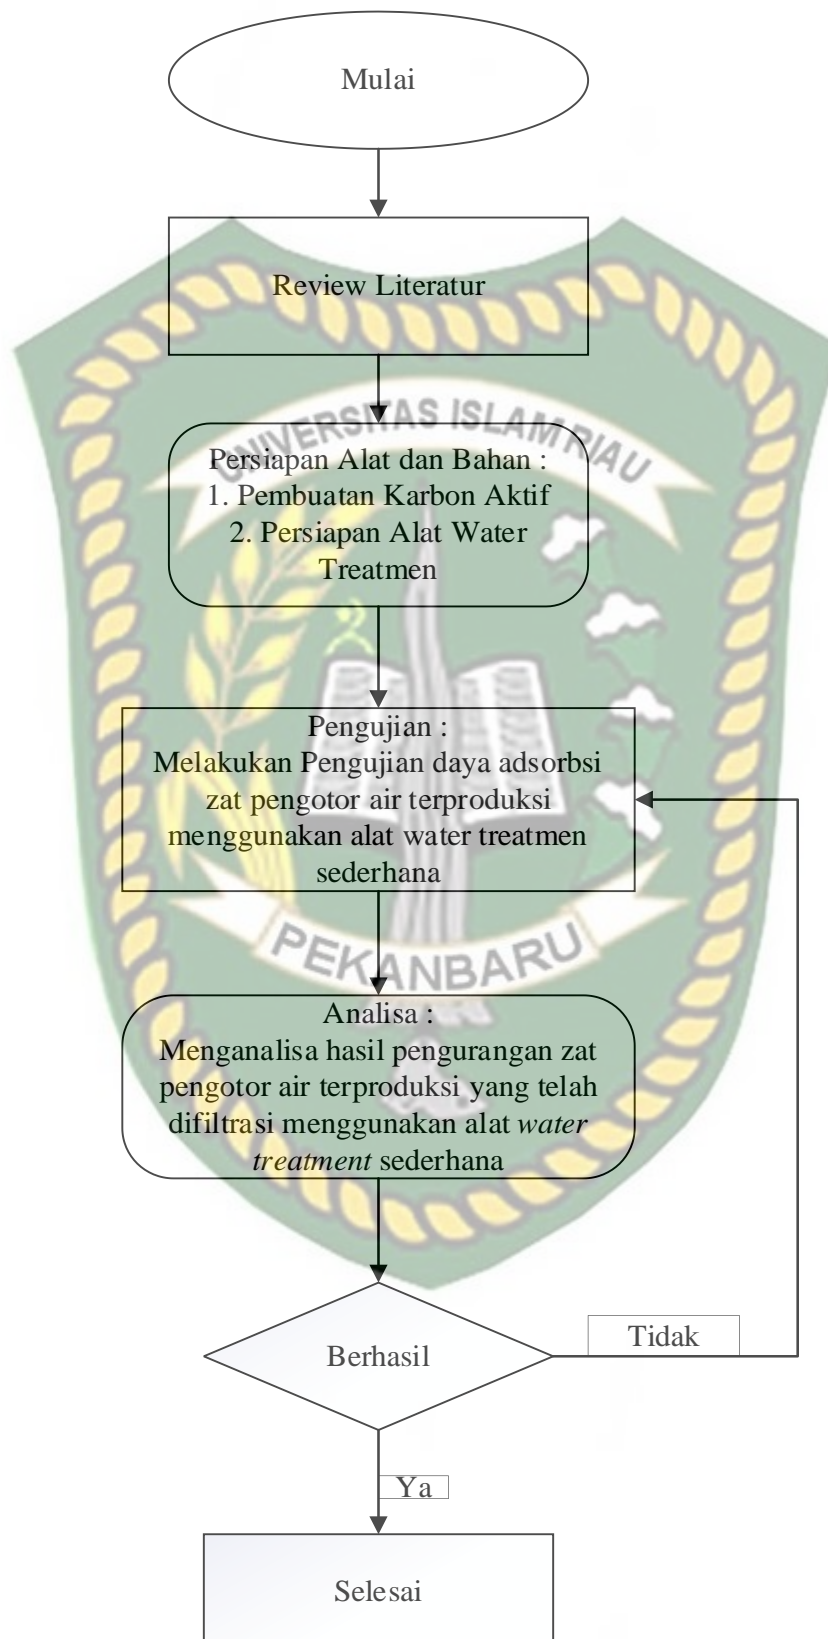 Mulai
Review Literatur
UNIVERSITAS ISLAM RIAU
Persiapan Alat dan Bahan :
1. Pembuatan Karbon Aktif
2. Persiapan Alat Water
Treatmen
Pengujian :
Melakukan Pengujian daya adsorbsi
zat pengotor air terproduksi
menggunakan alat water treatmen
sederhana
PEKANBARU
Analisa :
Menganalisa hasil pengurangan zat
pengotor air terproduksi yang telah
difiltrasi menggunakan alat water
treatment sederhana
Berhasil
Tidak
Ya
Selesai